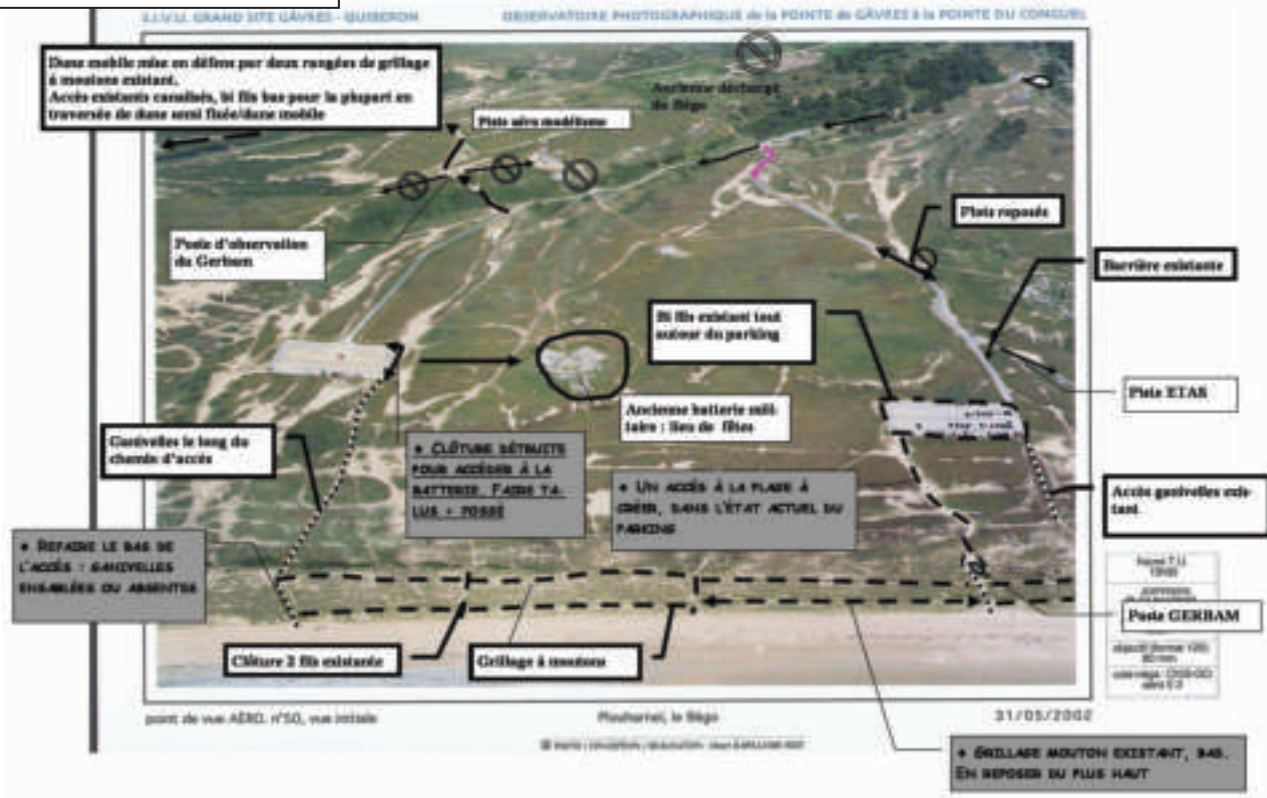 S.I.V.U. GRAND SITE GÂVRES - QUIBERON
OBSERVATOIRE PHOTOGRAPHIQUE de la POINTE de GÂVRES à la POINTE DU CONGUEL
Dune mobile mise en défens par deux rangées de grillage
à moutons existant.
Accès existants canalisés, bi fils bas pour la plupart en
traversée de dune semi fixée/dune mobile
Ancienne décharge
du Bégo
Piste aéro modélisme
Plots reposés
Poste d'observation
du Gerbam
Barrière existante
Bi fils existant tout
autour du parking
Piste ETAS
Ancienne batterie mili-
taire : lieu de fêtes
Ganivelles le long du
chemin d'accès
• CLÔTURE DÉTRUITE
POUR ACCÉDER À LA
BATTERIE. FAIRE TA-
LUS + FOSSÉ
• UN ACCÈS À LA PLAGE À
CRÉER, DANS L'ÉTAT ACTUEL DU
PARKING
Accès ganivelles exis-
tant
• REFAIRE LE BAS DE
L'ACCÈS : GANIVELLES
ENSABLÉES OU ABSENTES
Poste GERBAM
Clôture 2 fils existante
Grillage à moutons
point de vue AÉRO. n°50, vue initiale
Plouharnel, le Bégo
31/05/2002
• GRILLAGE MOUTON EXISTANT, BAS.
EN REPOSER DU PLUS HAUT